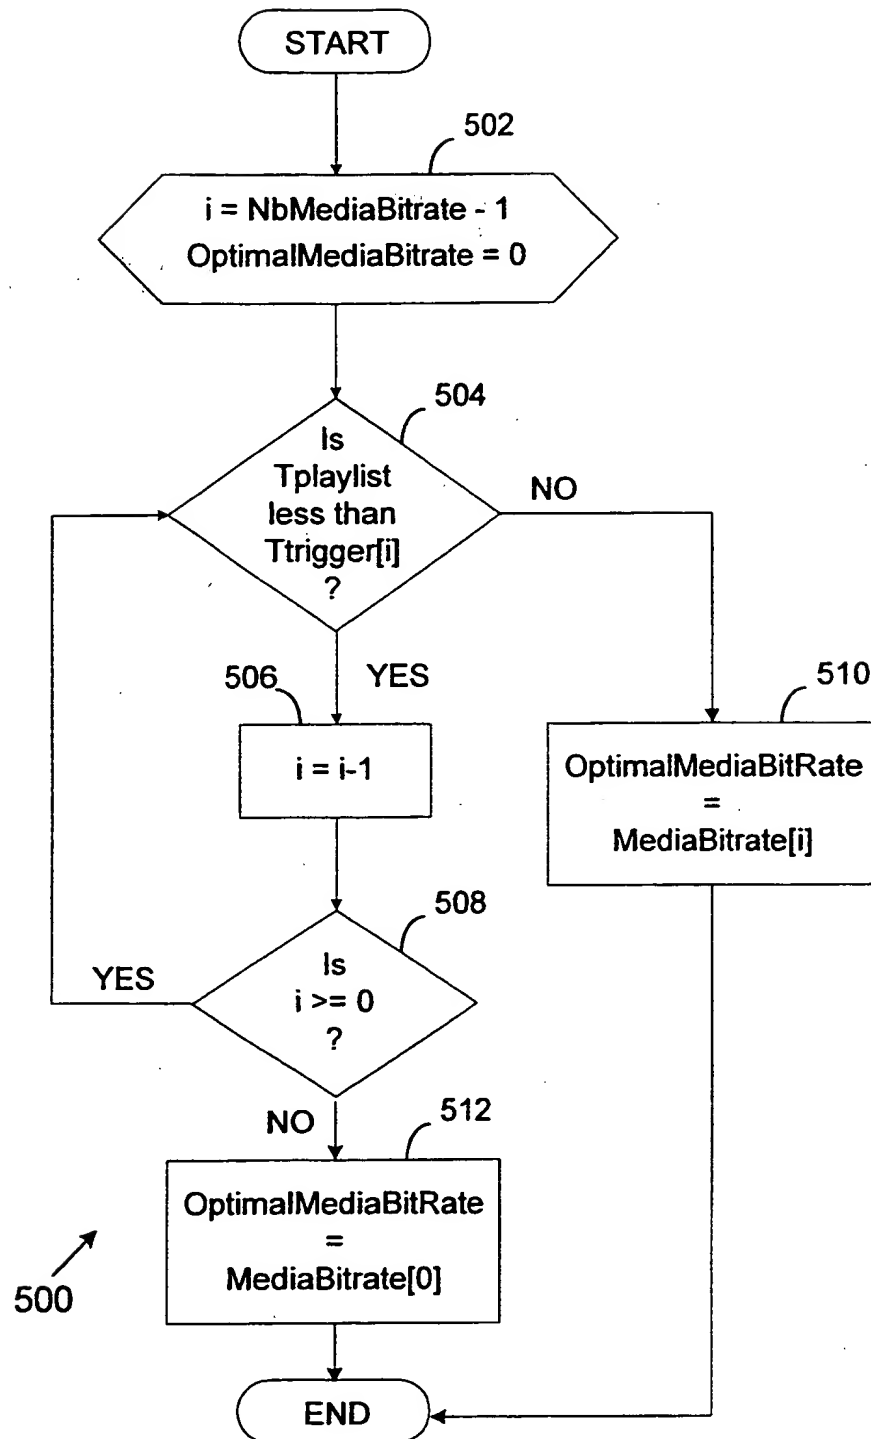 START
502
i = NbMediaBitrate - 1
OptimalMediaBitrate = 0
504
Is
Tplaylist
less than
Ttrigger[i]
?
NO
YES
506
i = i-1
510
OptimalMediaBitRate
=
MediaBitrate[i]
508
Is
i >= 0
?
YES
NO
512
OptimalMediaBitRate
=
MediaBitrate[0]
500
END